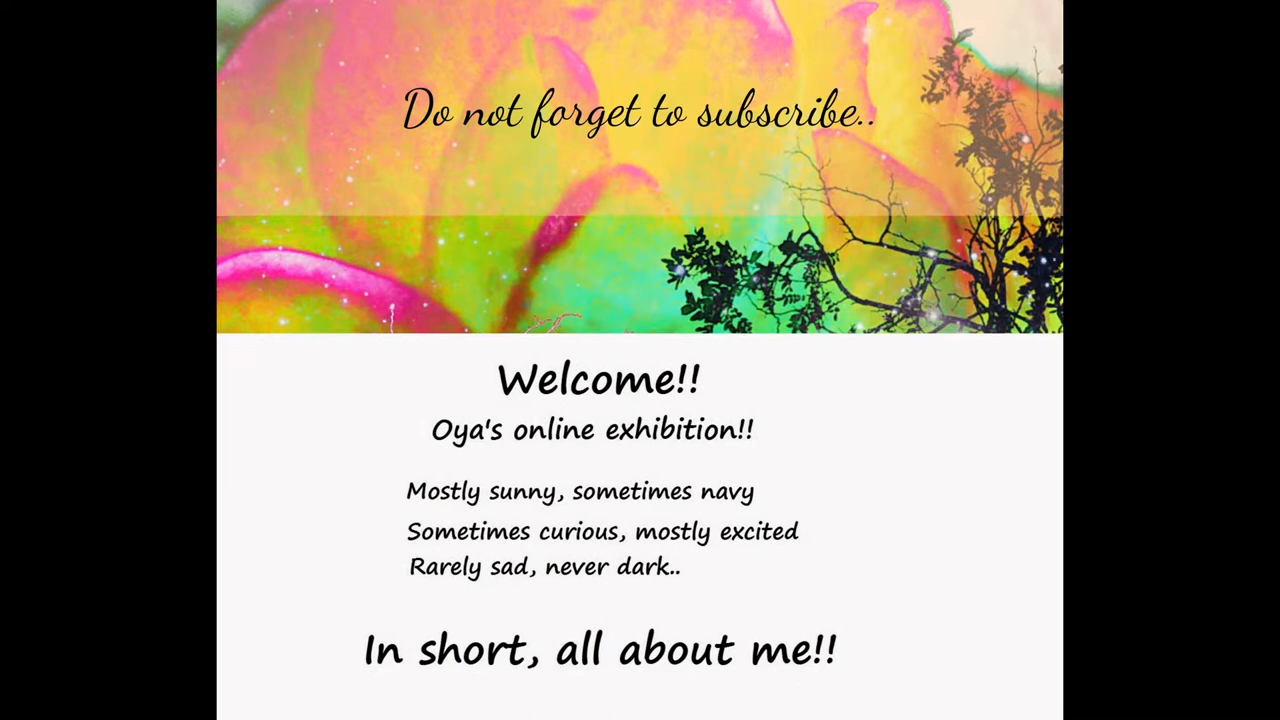 Do not forget to subscribe..
Welcome!!
Oya's online exhibition!!
Mostly sunny, sometimes navy
Sometimes curious, mostly excited
Rarely sad, never dark..
In short, all about me!!